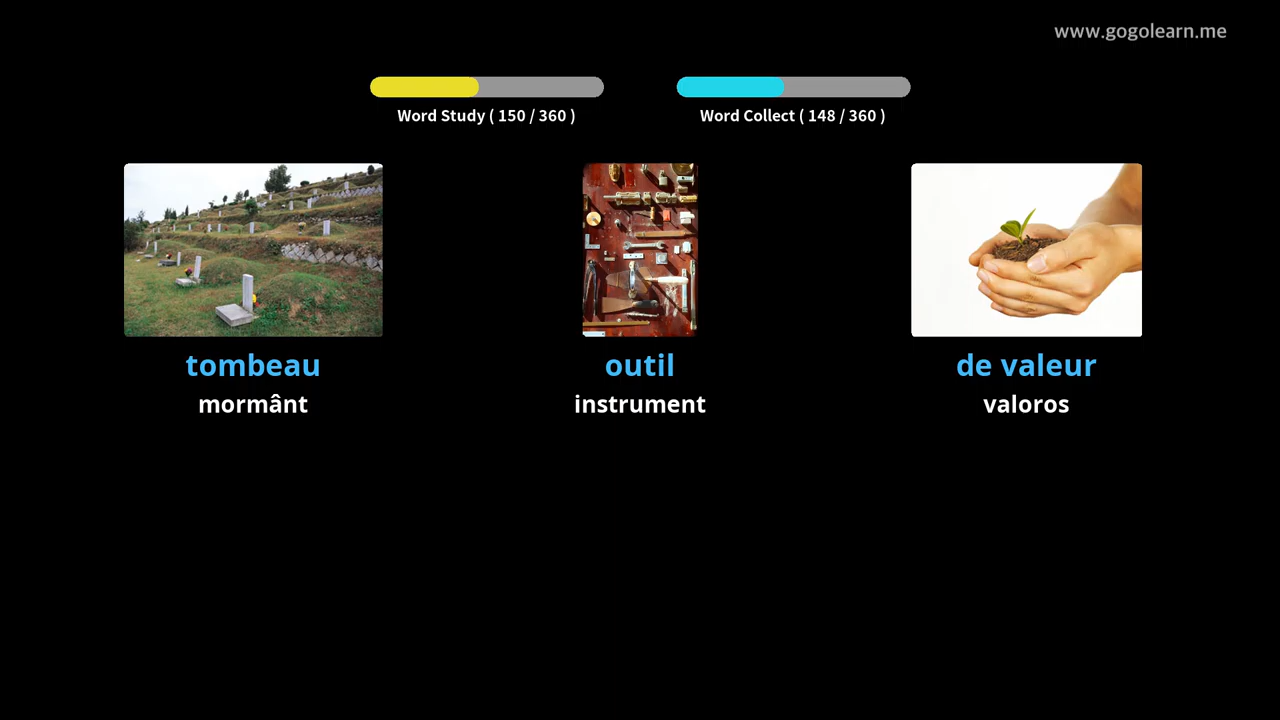 www.gogolearn.me
Word Study ( 150 / 360 )
Word Collect ( 148 / 360 )
tombeau
mormânt
outil
instrument
de valeur
valoros